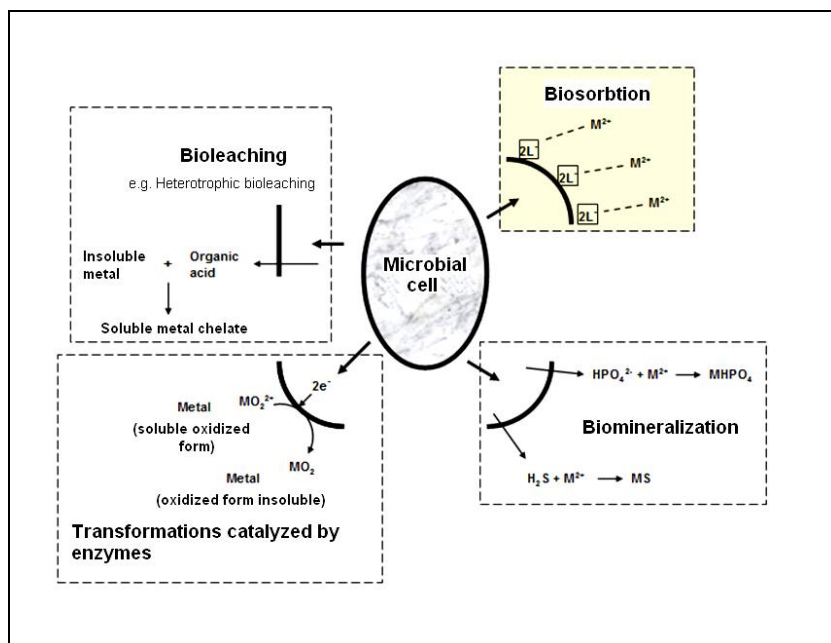 Biosorbtion
2L⁻ M²⁺
2L⁻ M²⁺
2L⁻ M²⁺
Bioleaching
e.g. Heterotrophic bioleaching
Insoluble metal + Organic acid
Soluble metal chelate
Microbial
cell
MO₂²⁺ 2e⁻
Metal
(soluble oxidized
form)
MO₂
Metal
(oxidized form insoluble)
Transformations catalyzed by
enzymes
HPO₄²⁻ + M²⁺ → MHPO₄
Biomineralization
H₂S + M²⁺ → MS